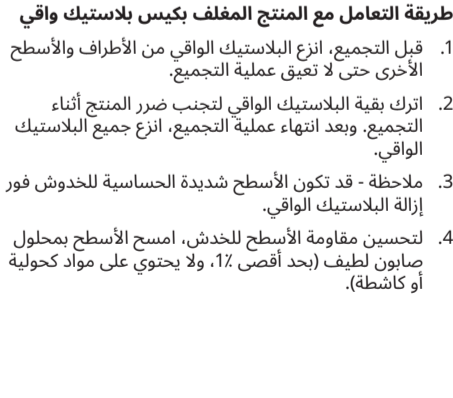 طريقة التعامل مع المنتج المغلف بكيس بلاستيك واقي
1. قبل التجميع، انزع البلاستيك الواقي من الأطراف والأسطح
الأخرى حتى لا تعيق عملية التجميع.
2. اترك بقية البلاستيك الواقي لتجنب ضرر المنتج أثناء
التجميع. وبعد انتهاء عملية التجميع، انزع جميع البلاستيك
الواقي.
3. ملاحظة - قد تكون الأسطح شديدة الحساسية للخدوش فور
إزالة البلاستيك الواقي.
4. لتحسين مقاومة الأسطح للخدش، امسح الأسطح بمحلول
صابون لطيف (بحد أقصى 1٪، ولا يحتوي على مواد كحولية
أو كاشطة).